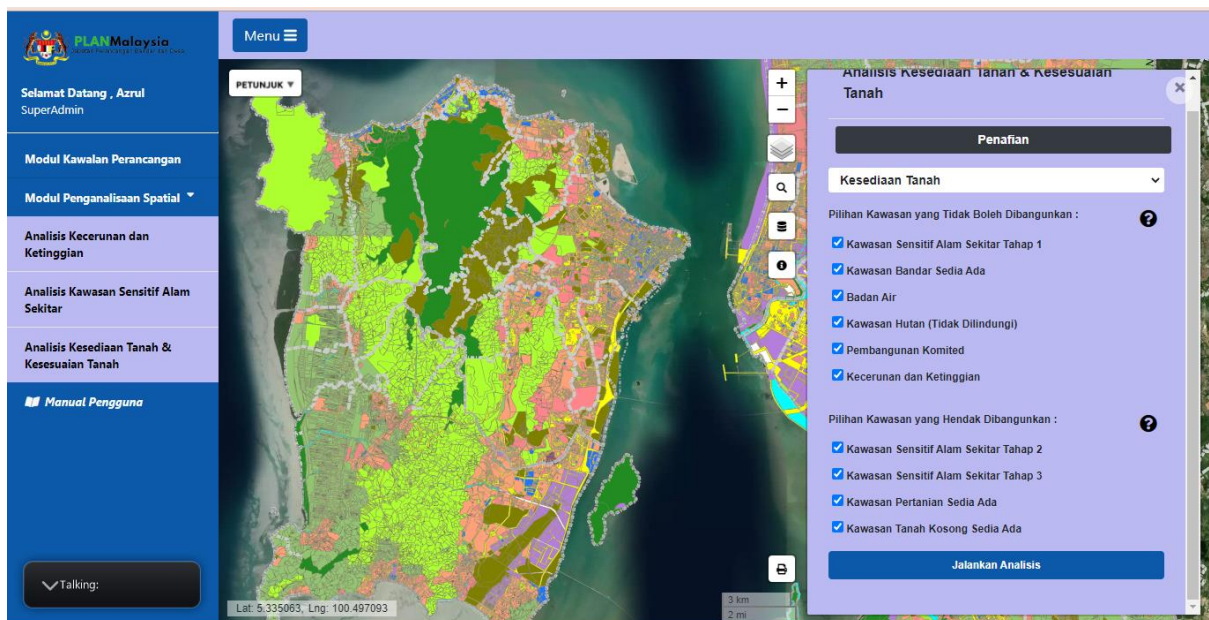 PLANMalaysia
Selamat Datang , Azrul
SuperAdmin
Modul Kawalan Perancangan
Modul Penganalisaan Spatial
Analisis Kecerunan dan
Ketinggian
Analisis Kawasan Sensitif Alam
Sekitar
Analisis Kesediaan Tanah &
Kesesuaian Tanah
Manual Pengguna
Talking:
Menu
PETUNJUK
+
−
Lat: 5.335063, Lng: 100.497093
3 km
2 mi
Analisis Kesediaan Tanah & Kesesuaian
Tanah
×
Penafian
Kesediaan Tanah
Pilihan Kawasan yang Tidak Boleh Dibangunkan :
?
Kawasan Sensitif Alam Sekitar Tahap 1
Kawasan Bandar Sedia Ada
Badan Air
Kawasan Hutan (Tidak Dilindungi)
Pembangunan Komited
Kecerunan dan Ketinggian
Pilihan Kawasan yang Hendak Dibangunkan :
?
Kawasan Sensitif Alam Sekitar Tahap 2
Kawasan Sensitif Alam Sekitar Tahap 3
Kawasan Pertanian Sedia Ada
Kawasan Tanah Kosong Sedia Ada
Jalankan Analisis